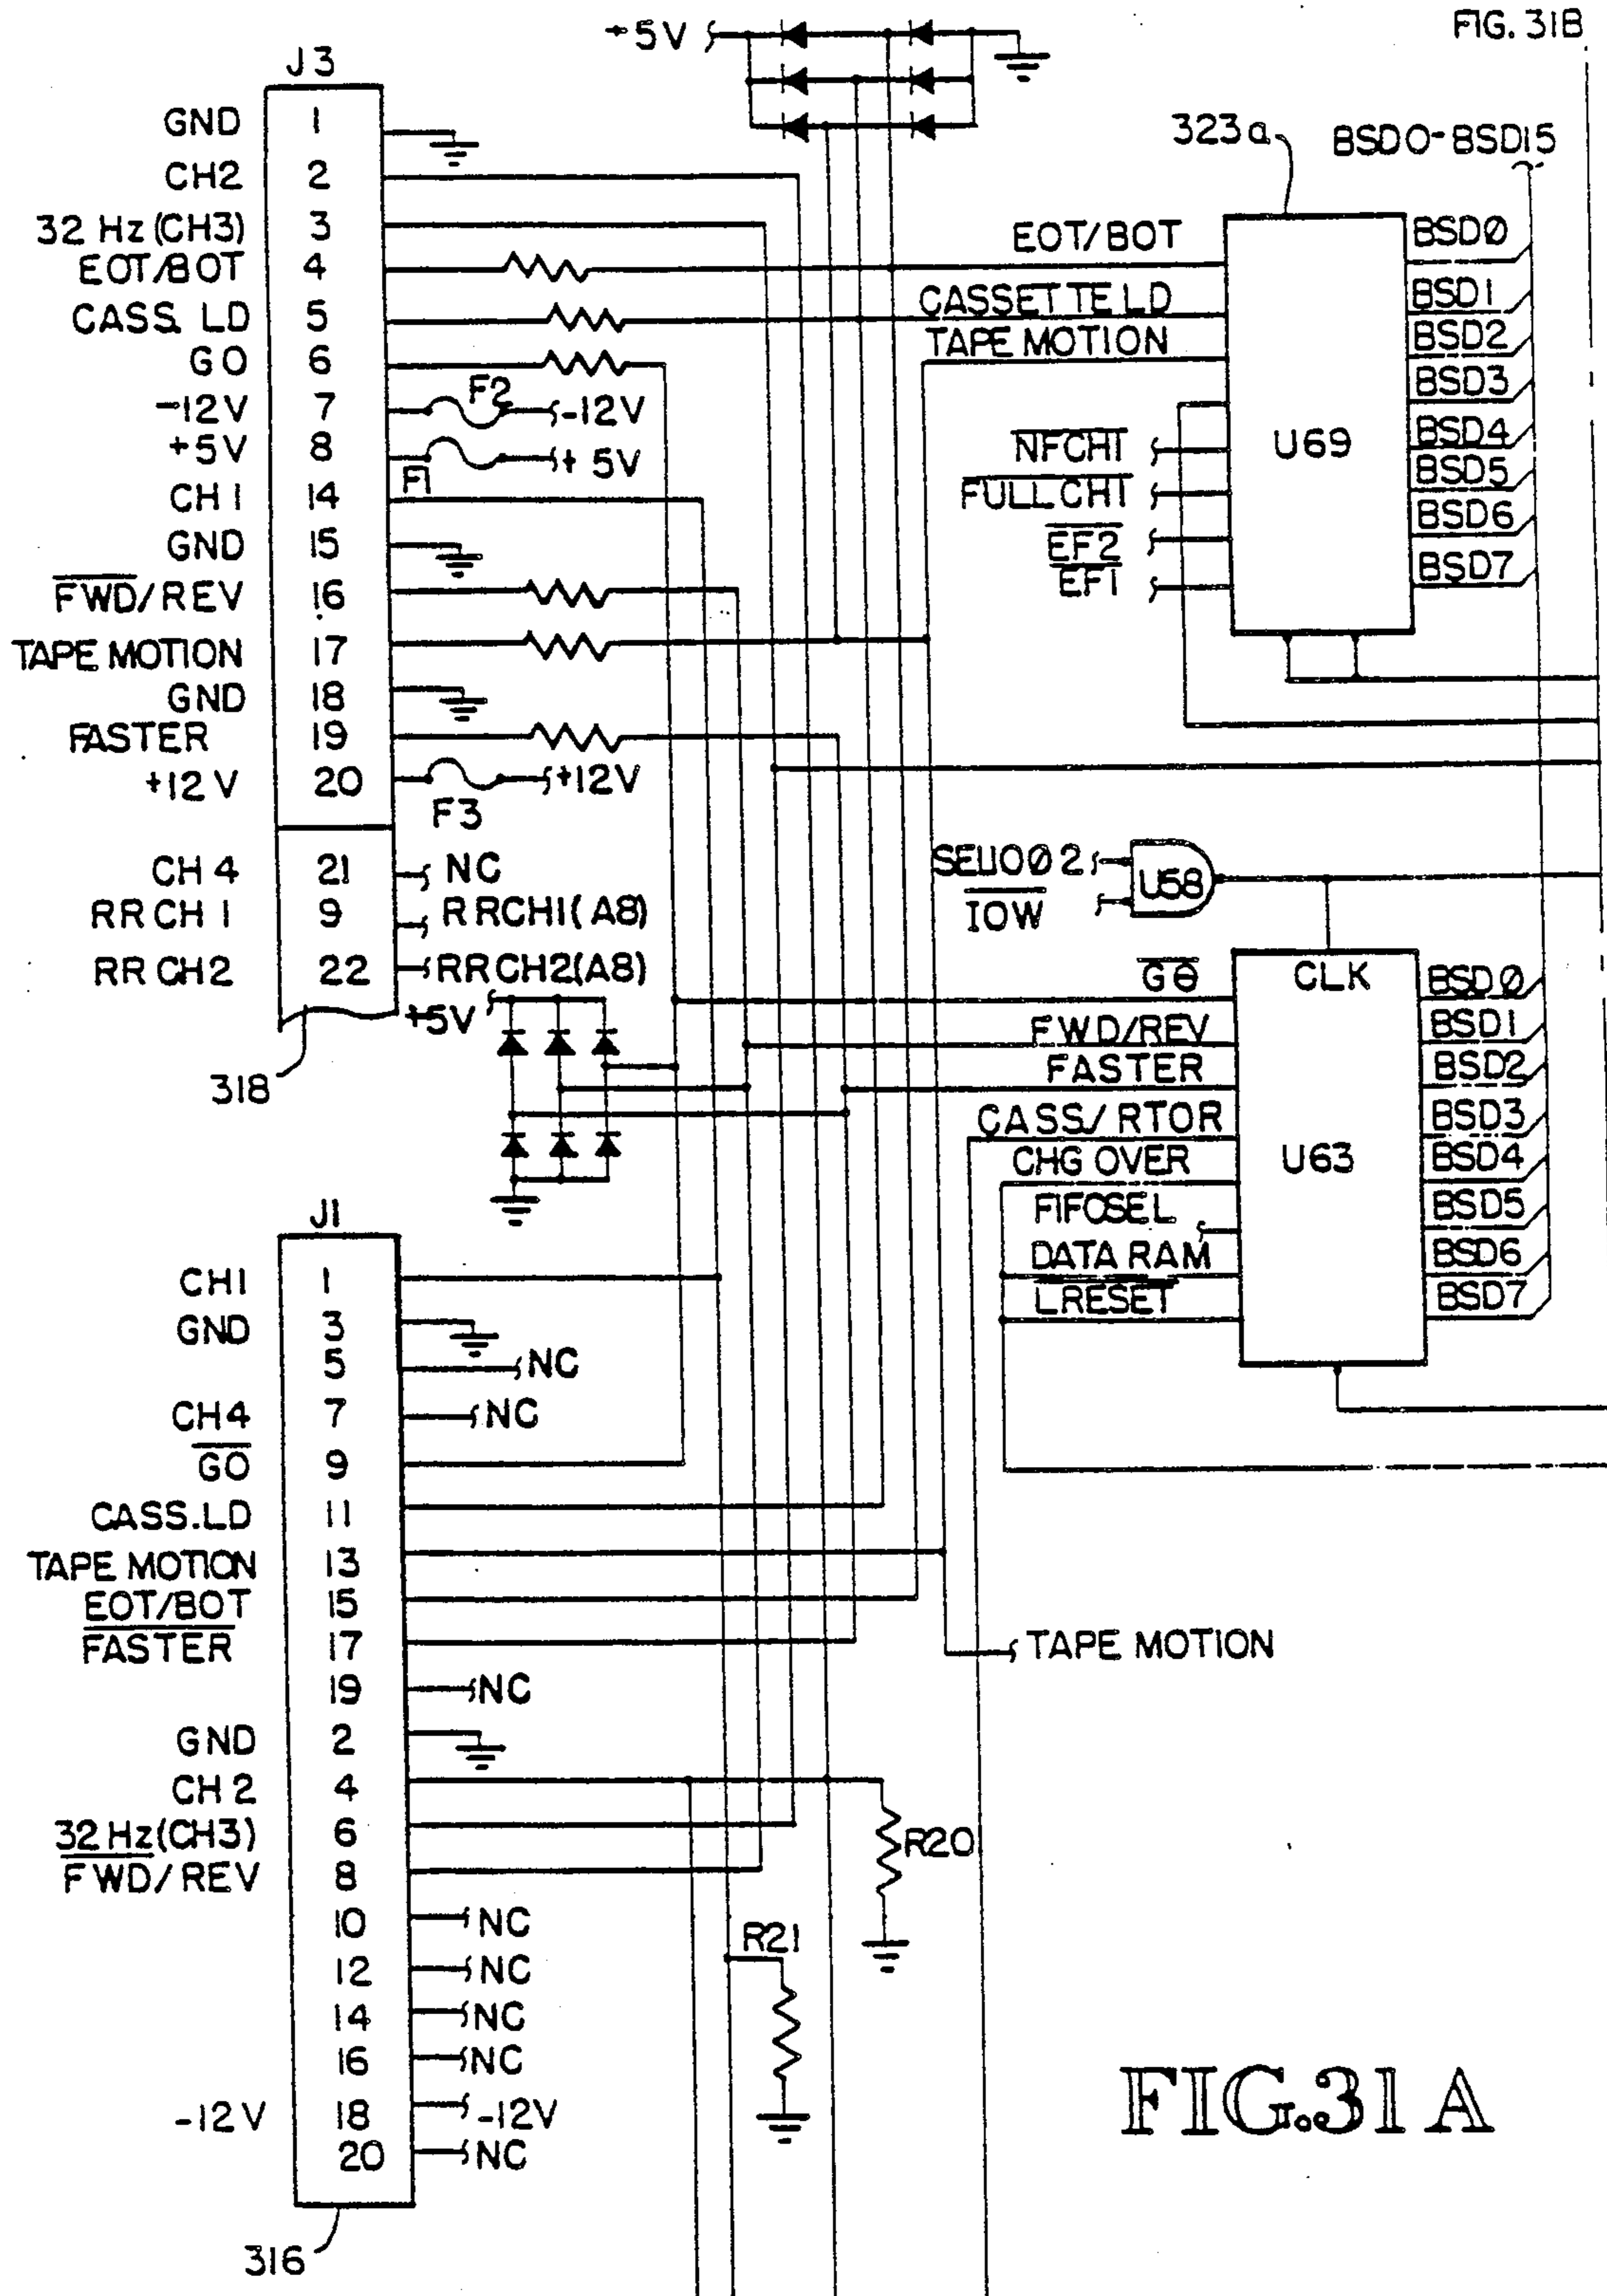 +5V
FIG. 31B
J3
GND 1
CH2 2
32 Hz (CH3) 3
EOT/BOT 4
CASS. LD 5
GO 6
-12V 7 F2 -12V
+5V 8 F1 +5V
CH 1 14
GND 15
FWD/REV 16
TAPE MOTION 17
GND 18
FASTER 19
+12V 20 F3 +12V
CH 4 21 NC
RR CH 1 9 RRCH1(A8)
RR CH2 22 RRCH2(A8)
318
+5V
323a
BSD0-BSD15
EOT/BOT
CASSETTE LD
TAPE MOTION
NFCH1
FULLCH1
EF2
EF1
U69
BSD0
BSD1
BSD2
BSD3
BSD4
BSD5
BSD6
BSD7
SEL1002
IOW
U58
CLK
GO
FWD/REV
FASTER
CASS/RTOR
CHG OVER
FIFOSEL
DATA RAM
LRESET
U63
BSD0
BSD1
BSD2
BSD3
BSD4
BSD5
BSD6
BSD7
J1
CH1 1
GND 3
5 NC
CH4 7 NC
GO 9
CASS.LD 11
TAPE MOTION 13
EOT/BOT 15
FASTER 17
19 NC
GND 2
CH 2 4
32 Hz(CH3) 6
FWD/REV 8
10 NC
12 NC
14 NC
16 NC
-12V 18 -12V
20 NC
316
TAPE MOTION
R20
R21
FIG.31 A